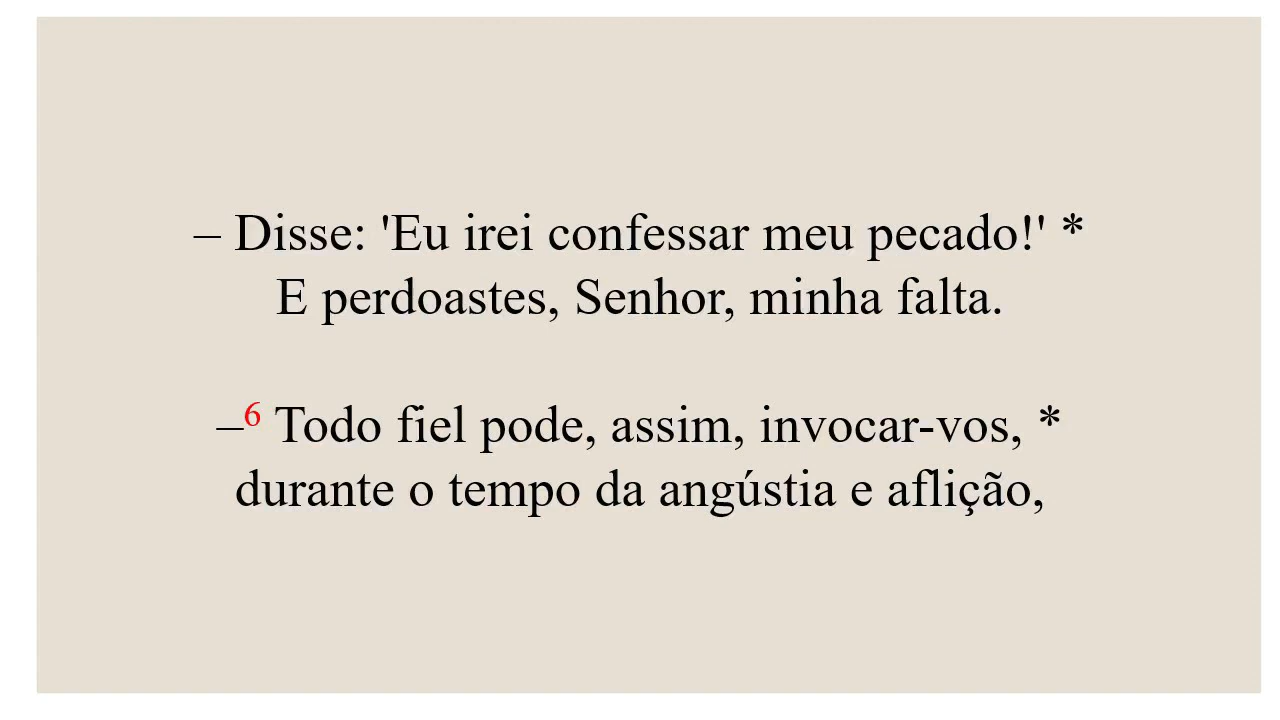 – Disse: 'Eu irei confessar meu pecado!' *
E perdoastes, Senhor, minha falta.
–6 Todo fiel pode, assim, invocar-vos, *
durante o tempo da angústia e aflição,